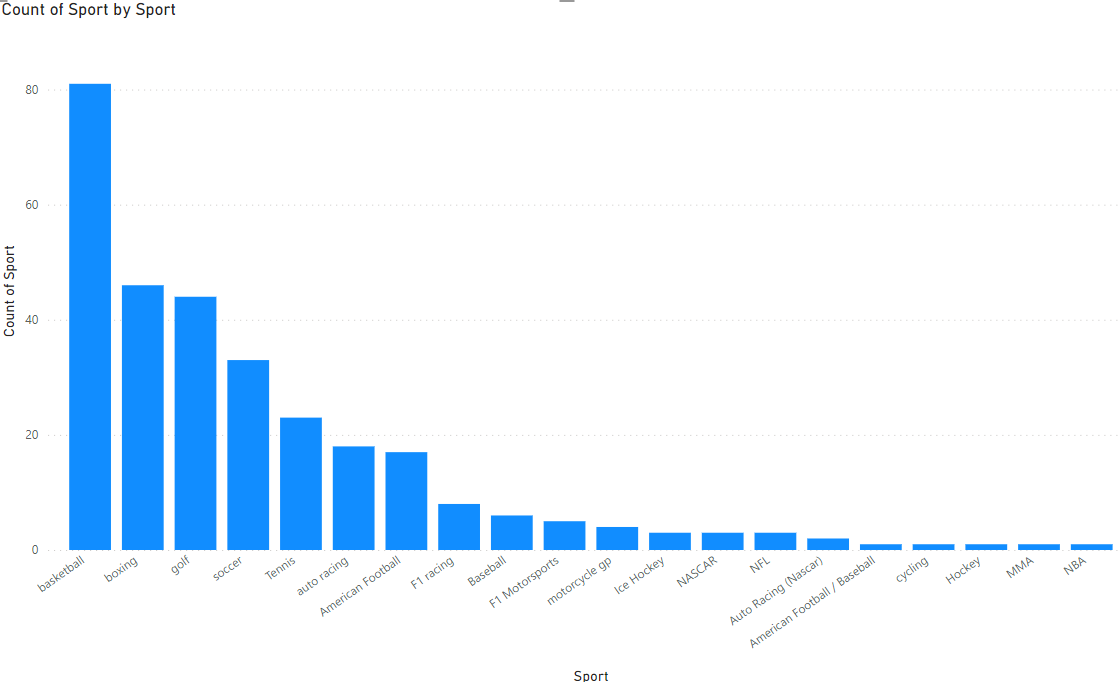 Count of Sport by Sport
Count of Sport
80
60
40
20
0
basketball
boxing
golf
soccer
Tennis
auto racing
American Football
F1 racing
Baseball
F1 Motorsports
motorcycle gp
Ice Hockey
NASCAR
NFL
Auto Racing (Nascar)
American Football / Baseball
cycling
Hockey
MMA
NBA
Sport